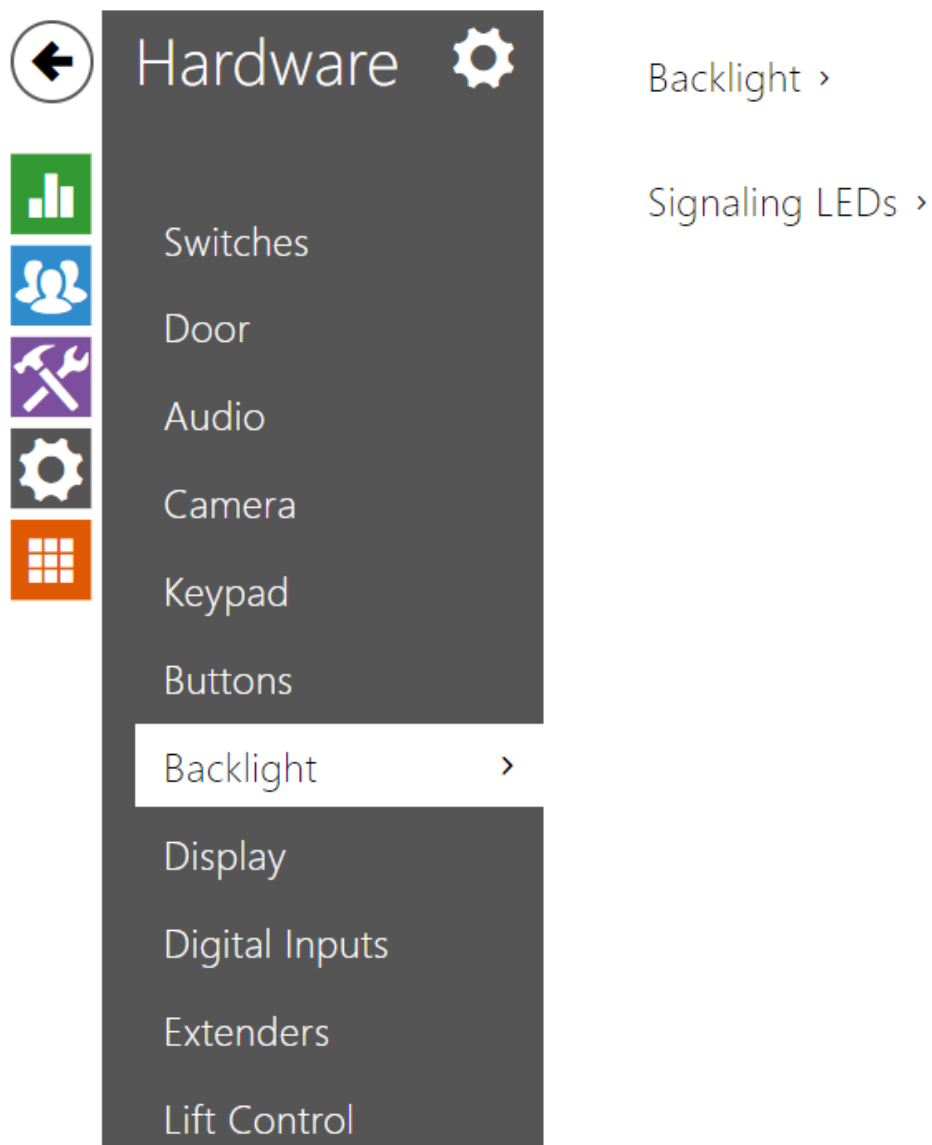 Hardware
Switches
Door
Audio
Camera
Keypad
Buttons
Backlight
Display
Digital Inputs
Extenders
Lift Control
Backlight
Signaling LEDs